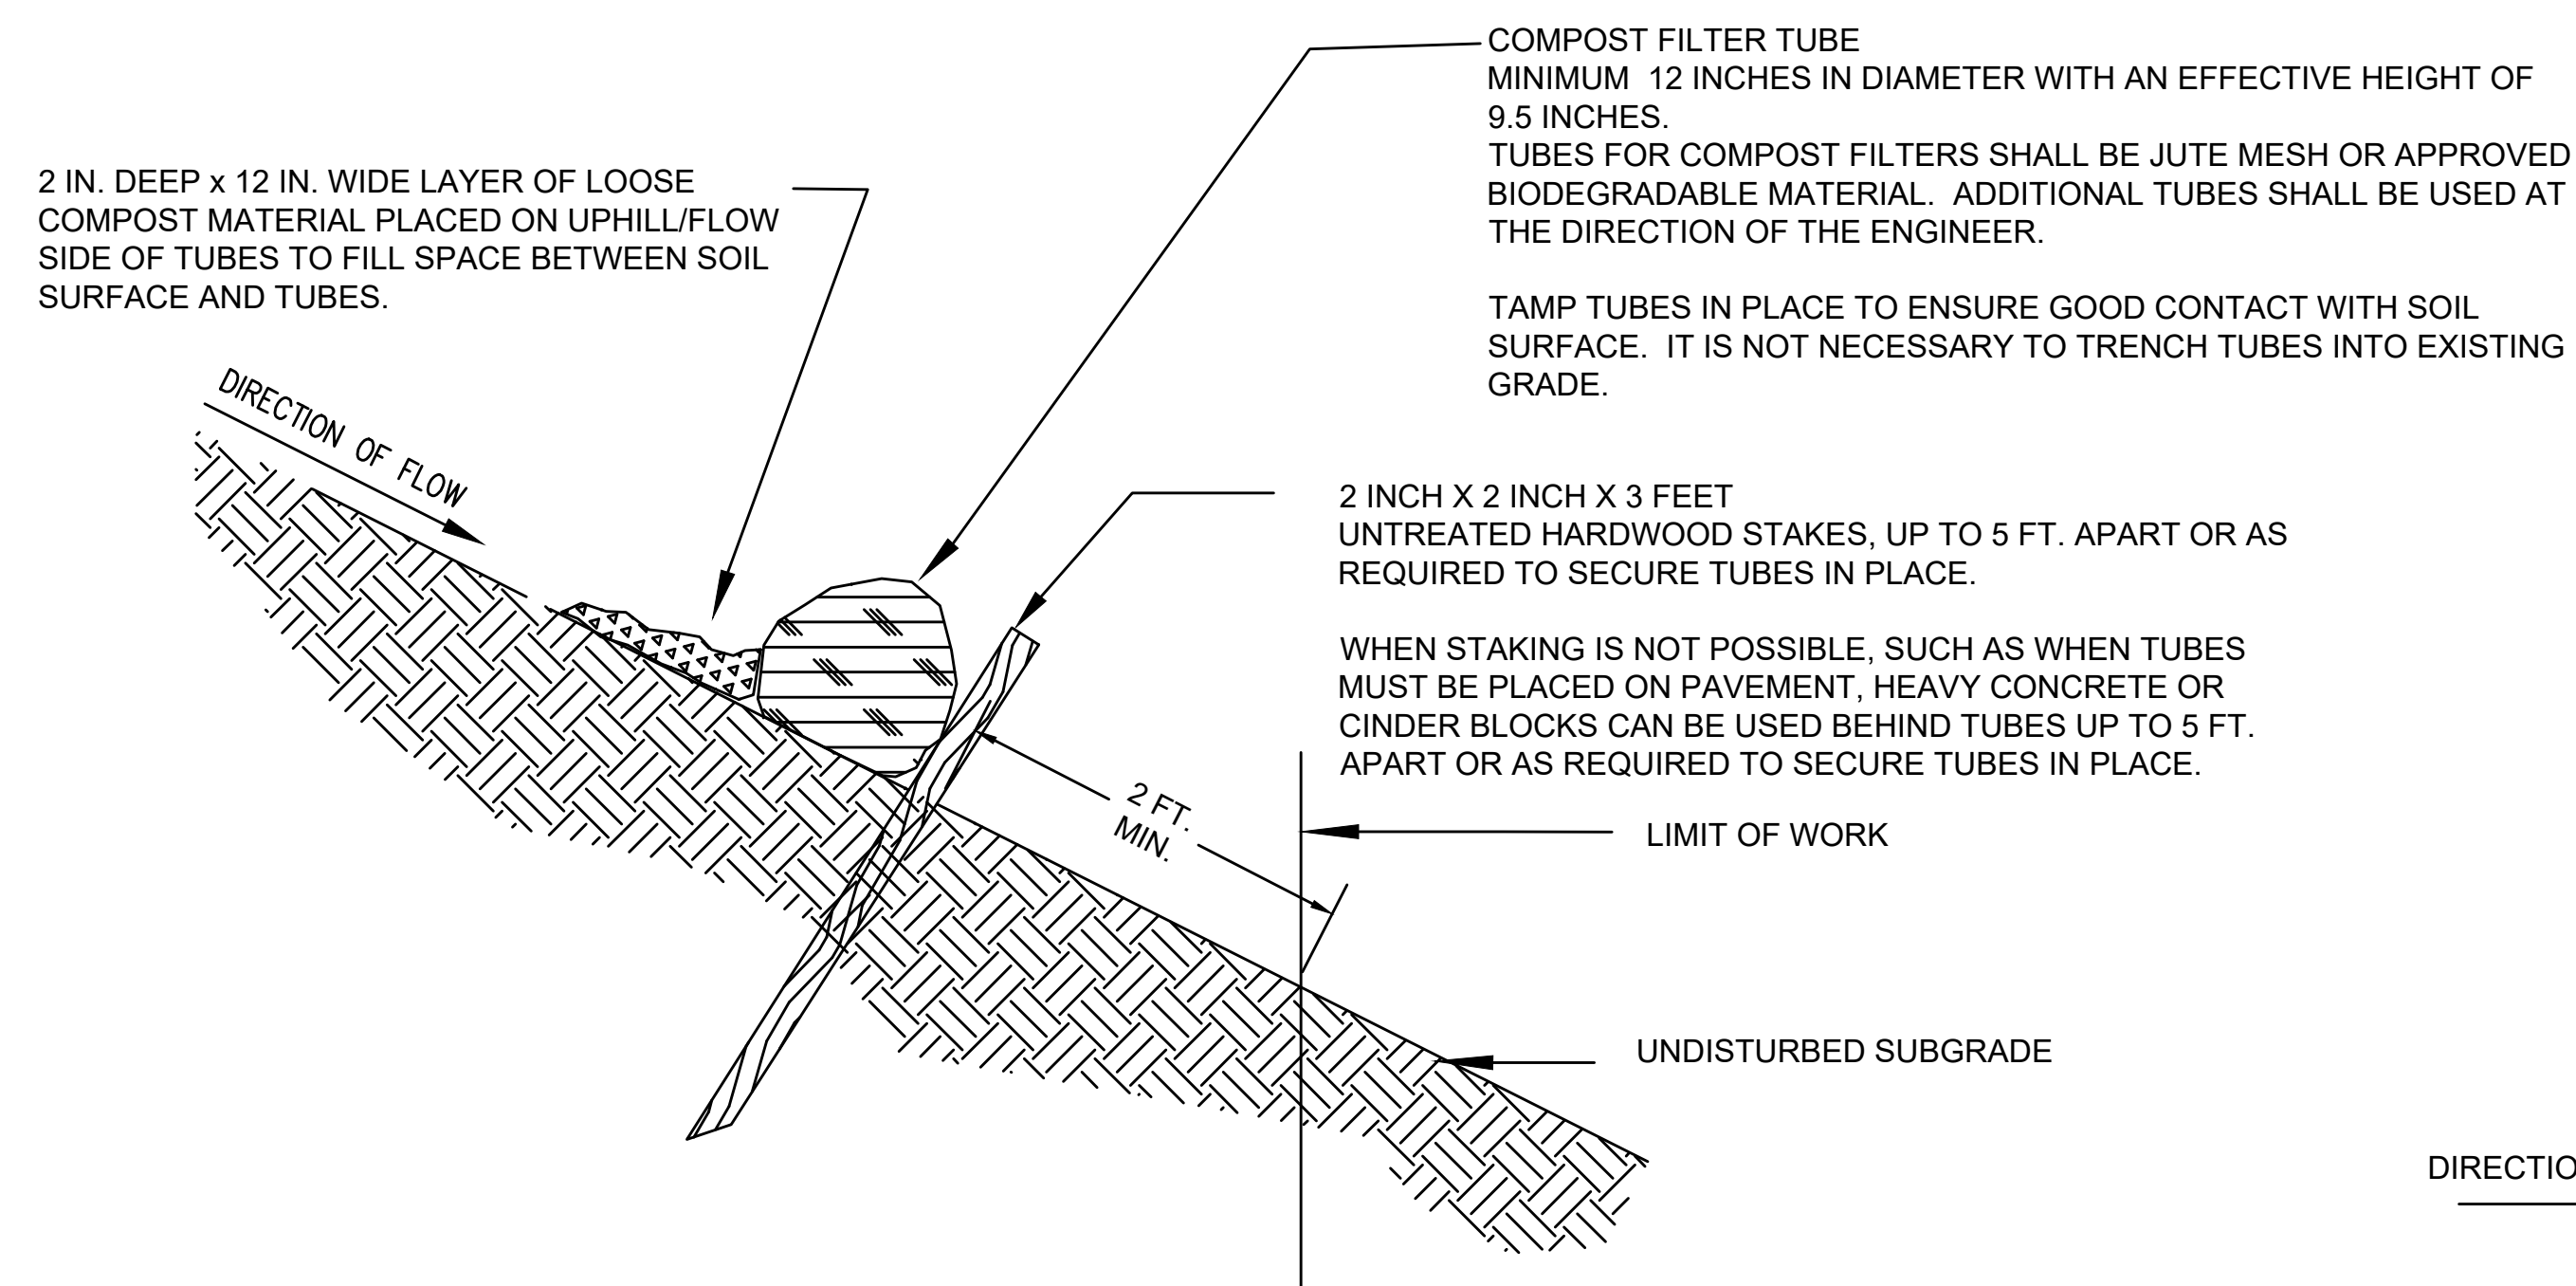 COMPOST FILTER TUBE
MINIMUM 12 INCHES IN DIAMETER WITH AN EFFECTIVE HEIGHT OF
9.5 INCHES.
TUBES FOR COMPOST FILTERS SHALL BE JUTE MESH OR APPROVED
BIODEGRADABLE MATERIAL. ADDITIONAL TUBES SHALL BE USED AT
THE DIRECTION OF THE ENGINEER.
TAMP TUBES IN PLACE TO ENSURE GOOD CONTACT WITH SOIL
SURFACE. IT IS NOT NECESSARY TO TRENCH TUBES INTO EXISTING
GRADE.
2 IN. DEEP x 12 IN. WIDE LAYER OF LOOSE
COMPOST MATERIAL PLACED ON UPHILL/FLOW
SIDE OF TUBES TO FILL SPACE BETWEEN SOIL
SURFACE AND TUBES.
DIRECTION OF FLOW
2 INCH X 2 INCH X 3 FEET
UNTREATED HARDWOOD STAKES, UP TO 5 FT. APART OR AS
REQUIRED TO SECURE TUBES IN PLACE.
WHEN STAKING IS NOT POSSIBLE, SUCH AS WHEN TUBES
MUST BE PLACED ON PAVEMENT, HEAVY CONCRETE OR
CINDER BLOCKS CAN BE USED BEHIND TUBES UP TO 5 FT.
APART OR AS REQUIRED TO SECURE TUBES IN PLACE.
2 FT.
MIN.
LIMIT OF WORK
UNDISTURBED SUBGRADE
DIRECTIO